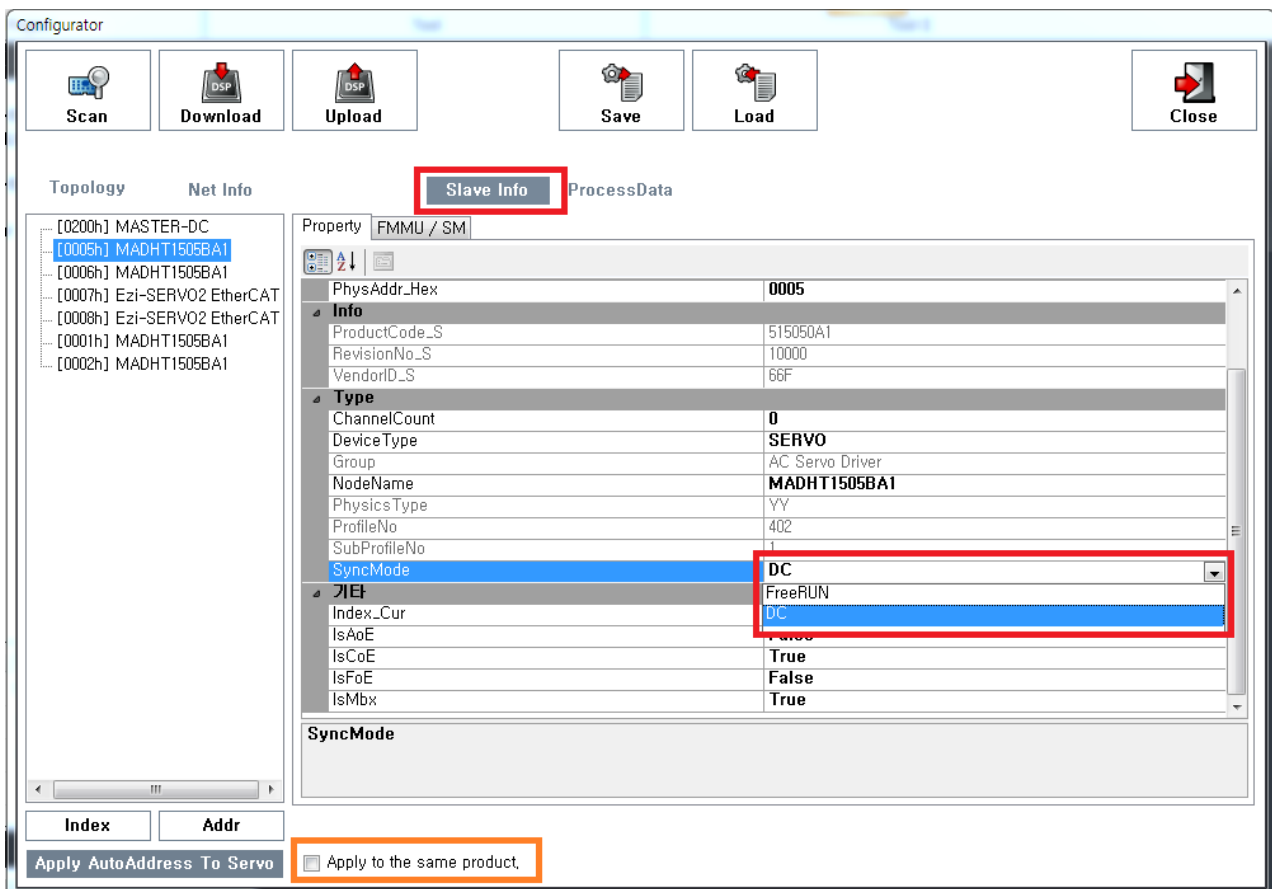 Configurator
Scan
Download
Upload
Save
Load
Close
DSP
DSP
Topology
Net Info
Slave Info
ProcessData
[0200h] MASTER-DC
[0005h] MADHT1505BA1
[0006h] MADHT1505BA1
[0007h] Ezi-SERVO2 EtherCAT
[0008h] Ezi-SERVO2 EtherCAT
[0001h] MADHT1505BA1
[0002h] MADHT1505BA1
Property
FMMU / SM
PhysAddr_Hex 0005
Info
ProductCode_S 515050A1
RevisionNo_S 10000
VendorID_S 66F
Type
ChannelCount 0
DeviceType SERVO
Group AC Servo Driver
NodeName MADHT1505BA1
PhysicsType YY
ProfileNo 402
SubProfileNo 1
SyncMode DC
FreeRUN
DC
기타
Index_Cur
IsAoE False
IsCoE True
IsFoE False
IsMbx True
SyncMode
Index
Addr
Apply AutoAddress To Servo
Apply to the same product,